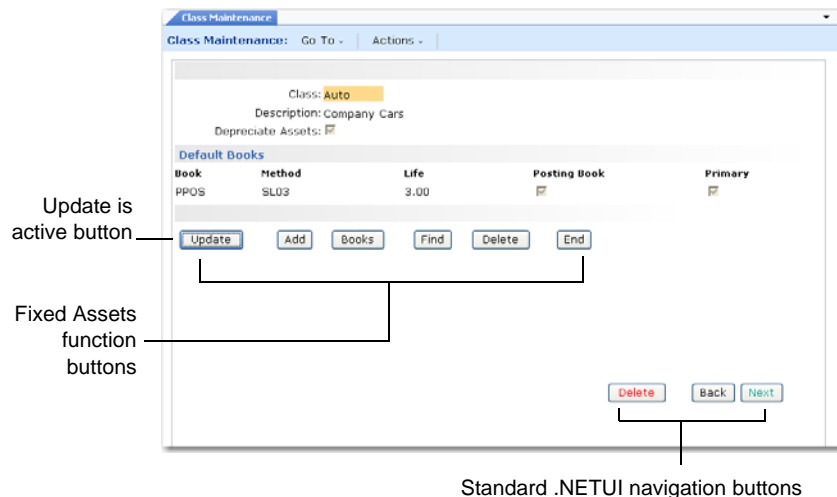 Class Maintenance
Class Maintenance: Go To Actions
Class: Auto
Description: Company Cars
Depreciate Assets:
Default Books
Book Method Life Posting Book Primary
PPOS SL03 3.00
Update is
active button
Update Add Books Find Delete End
Fixed Assets
function
buttons
Delete Back Next
Standard .NETUI navigation buttons